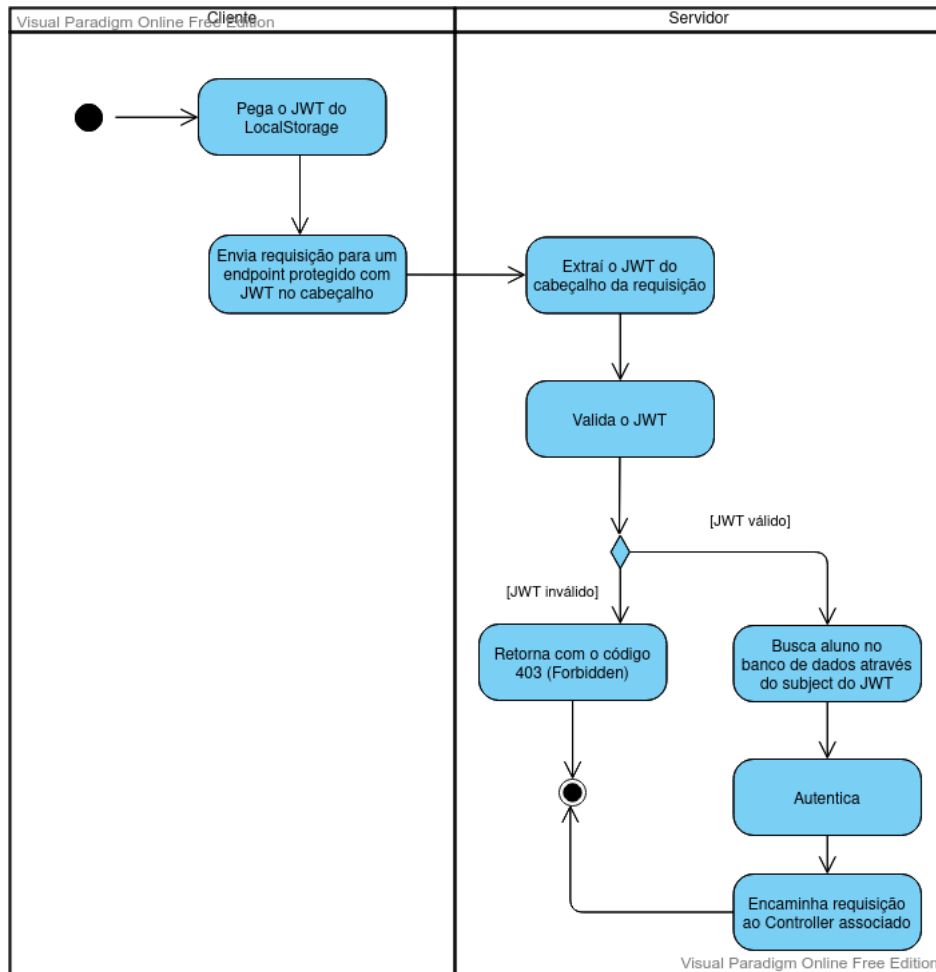 Visual Paradigm Online Free Edition
Cliente
Servidor
Pega o JWT do
LocalStorage
Envia requisição para um
endpoint protegido com
JWT no cabeçalho
Extraí o JWT do
cabeçalho da requisição
Valida o JWT
[JWT válido]
[JWT inválido]
Retorna com o código
403 (Forbidden)
Busca aluno no
banco de dados através
do subject do JWT
Autentica
Encaminha requisição
ao Controller associado
Visual Paradigm Online Free Edition